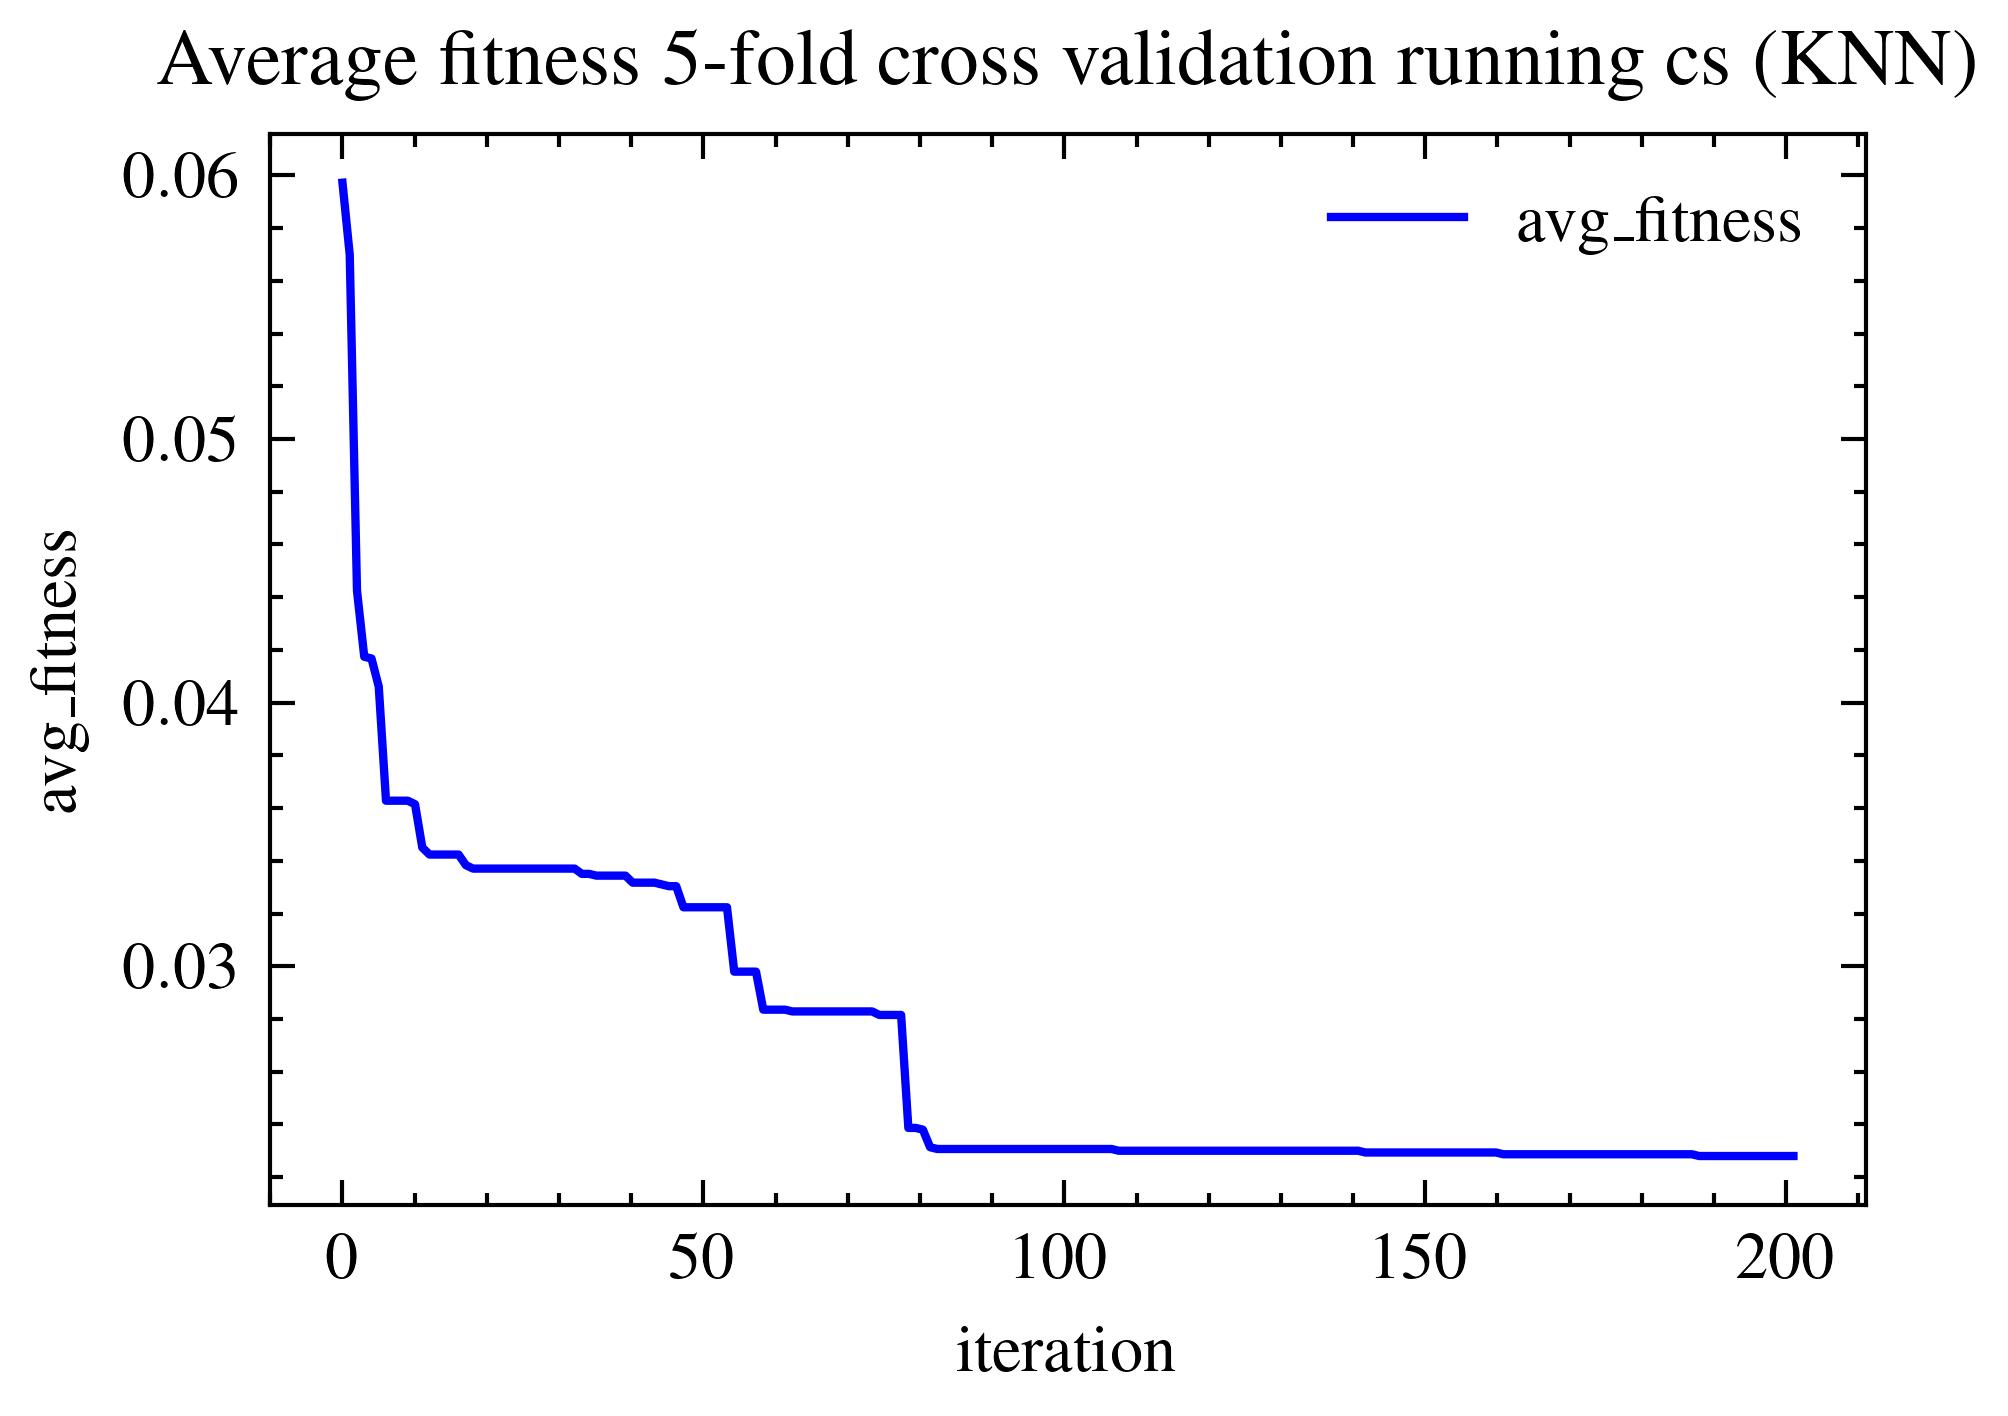 Average fitness 5-fold cross validation running cs (KNN)
avg_fitness
0.06
0.05
0.04
0.03
avg_fitness
0 50 100 150 200
iteration